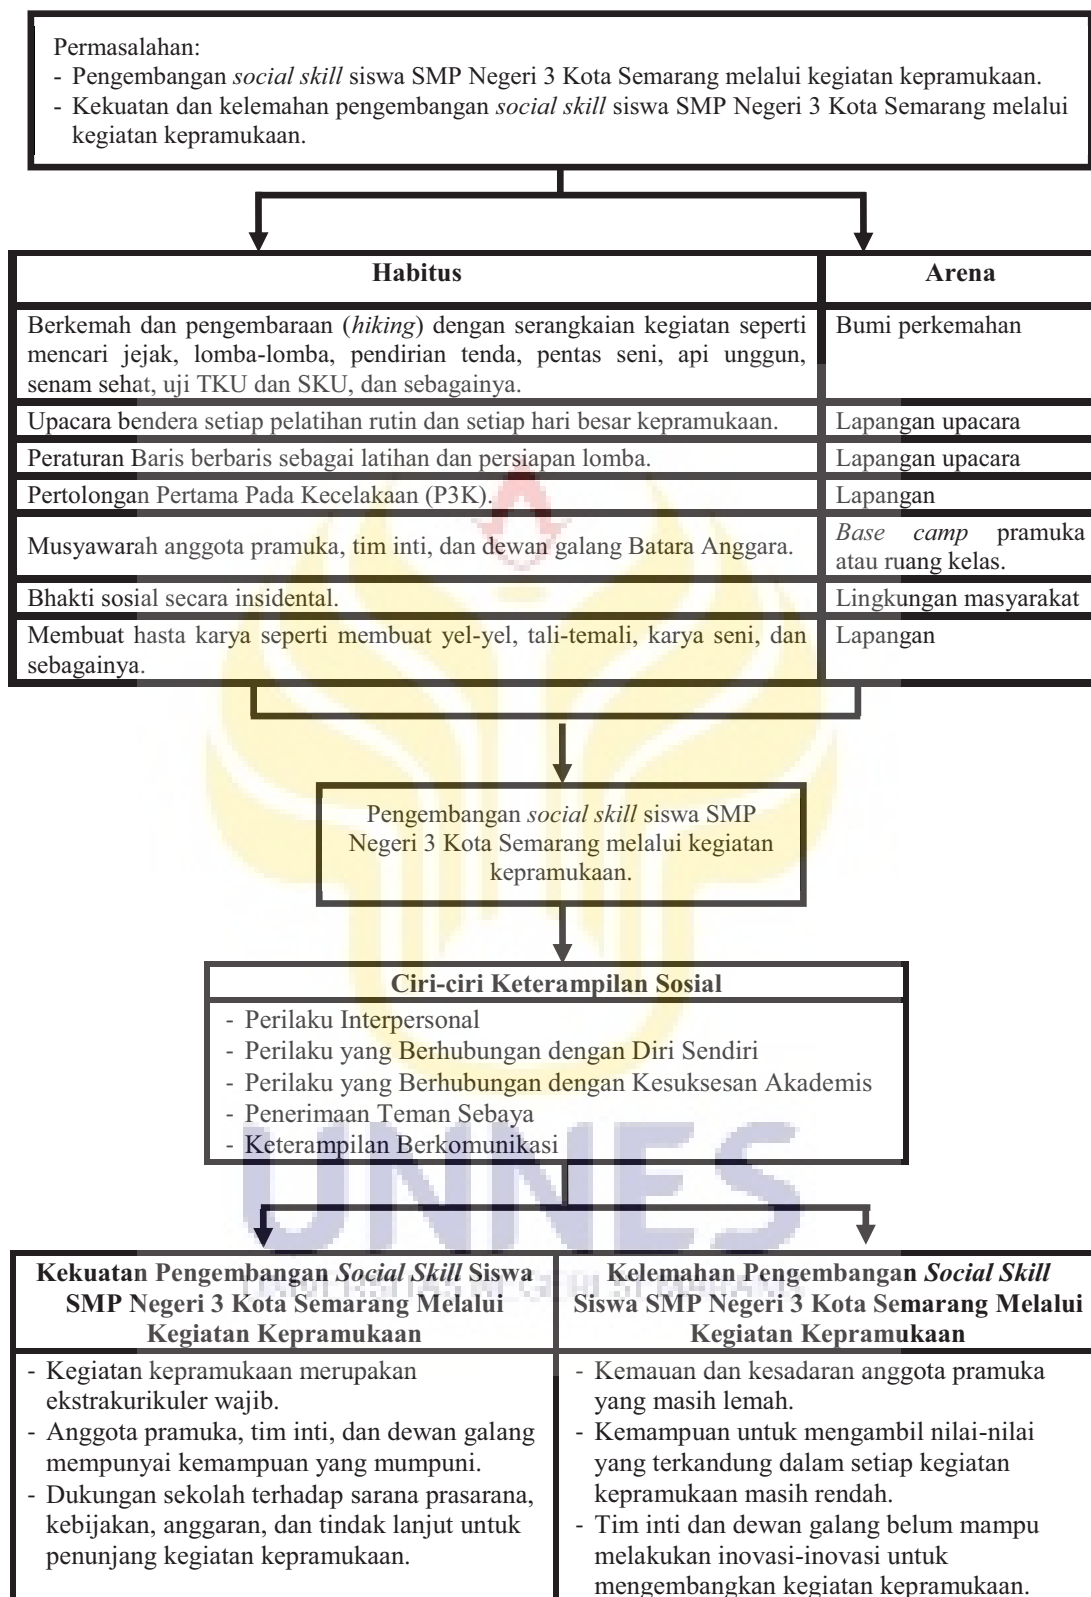 Permasalahan:
- Pengembangan social skill siswa SMP Negeri 3 Kota Semarang melalui kegiatan kepramukaan.
- Kekuatan dan kelemahan pengembangan social skill siswa SMP Negeri 3 Kota Semarang melalui
kegiatan kepramukaan.
Habitus
Arena
Berkemah dan pengembaraan (hiking) dengan serangkaian kegiatan seperti
mencari jejak, lomba-lomba, pendirian tenda, pentas seni, api unggun,
senam sehat, uji TKU dan SKU, dan sebagainya.
Bumi perkemahan
Upacara bendera setiap pelatihan rutin dan setiap hari besar kepramukaan.
Lapangan upacara
Peraturan Baris berbaris sebagai latihan dan persiapan lomba.
Lapangan upacara
Pertolongan Pertama Pada Kecelakaan (P3K).
Lapangan
Musyawarah anggota pramuka, tim inti, dan dewan galang Batara Anggara.
Base camp pramuka
atau ruang kelas.
Bhakti sosial secara insidental.
Lingkungan masyarakat
Membuat hasta karya seperti membuat yel-yel, tali-temali, karya seni, dan
sebagainya.
Lapangan
Pengembangan social skill siswa SMP
Negeri 3 Kota Semarang melalui kegiatan
kepramukaan.
Ciri-ciri Keterampilan Sosial
- Perilaku Interpersonal
- Perilaku yang Berhubungan dengan Diri Sendiri
- Perilaku yang Berhubungan dengan Kesuksesan Akademis
- Penerimaan Teman Sebaya
- Keterampilan Berkomunikasi
UNNES
UNIVERSITAS NEGERI SEMARANG
Kekuatan Pengembangan Social Skill Siswa
SMP Negeri 3 Kota Semarang Melalui
Kegiatan Kepramukaan
- Kegiatan kepramukaan merupakan
ekstrakurikuler wajib.
- Anggota pramuka, tim inti, dan dewan galang
mempunyai kemampuan yang mumpuni.
- Dukungan sekolah terhadap sarana prasarana,
kebijakan, anggaran, dan tindak lanjut untuk
penunjang kegiatan kepramukaan.
Kelemahan Pengembangan Social Skill
Siswa SMP Negeri 3 Kota Semarang Melalui
Kegiatan Kepramukaan
- Kemauan dan kesadaran anggota pramuka
yang masih lemah.
- Kemampuan untuk mengambil nilai-nilai
yang terkandung dalam setiap kegiatan
kepramukaan masih rendah.
- Tim inti dan dewan galang belum mampu
melakukan inovasi-inovasi untuk
mengembangkan kegiatan kepramukaan.